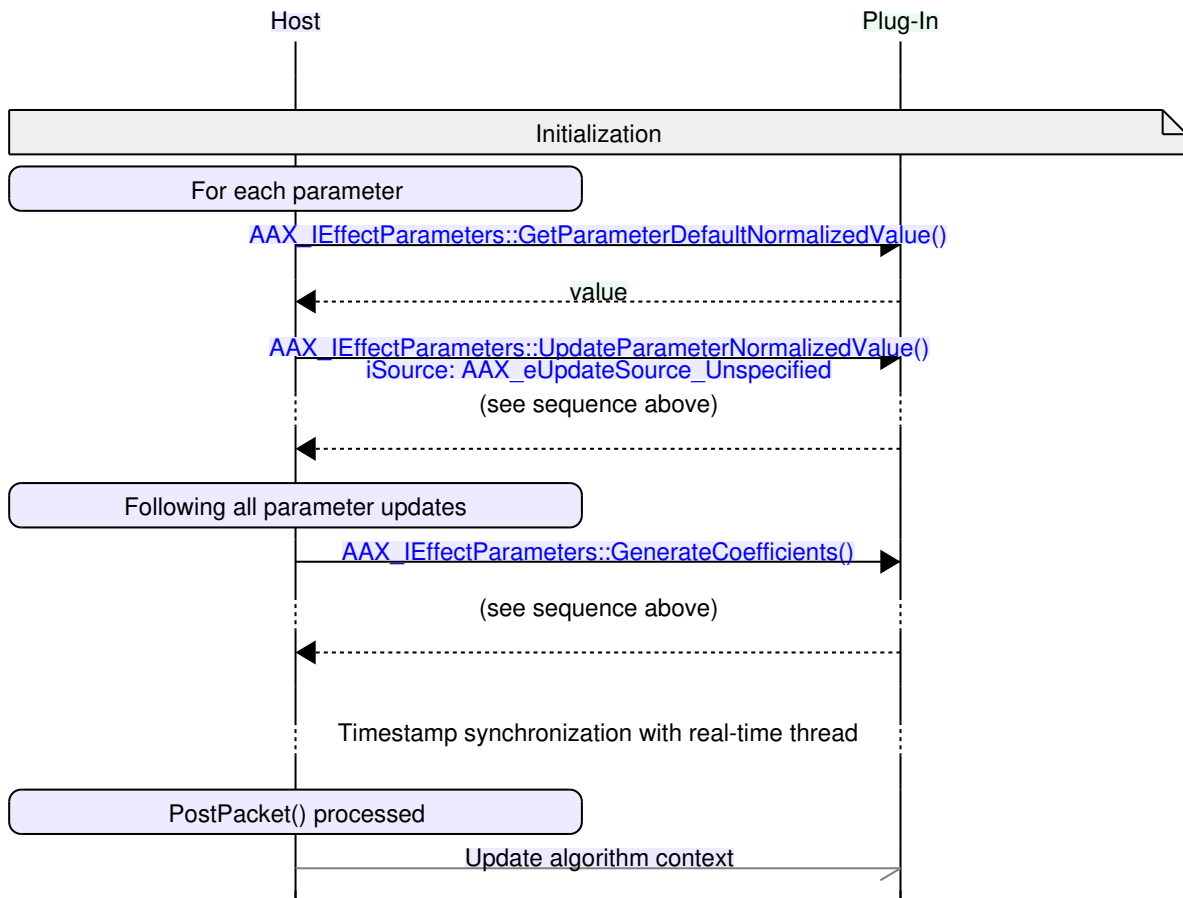 Host
Plug-In
Initialization
For each parameter
AAX_IEffectParameters::GetParameterDefaultNormalizedValue()
value
AAX_IEffectParameters::UpdateParameterNormalizedValue()
iSource: AAX_eUpdateSource_Unspecified
(see sequence above)
Following all parameter updates
AAX_IEffectParameters::GenerateCoefficients()
(see sequence above)
Timestamp synchronization with real-time thread
PostPacket() processed
Update algorithm context